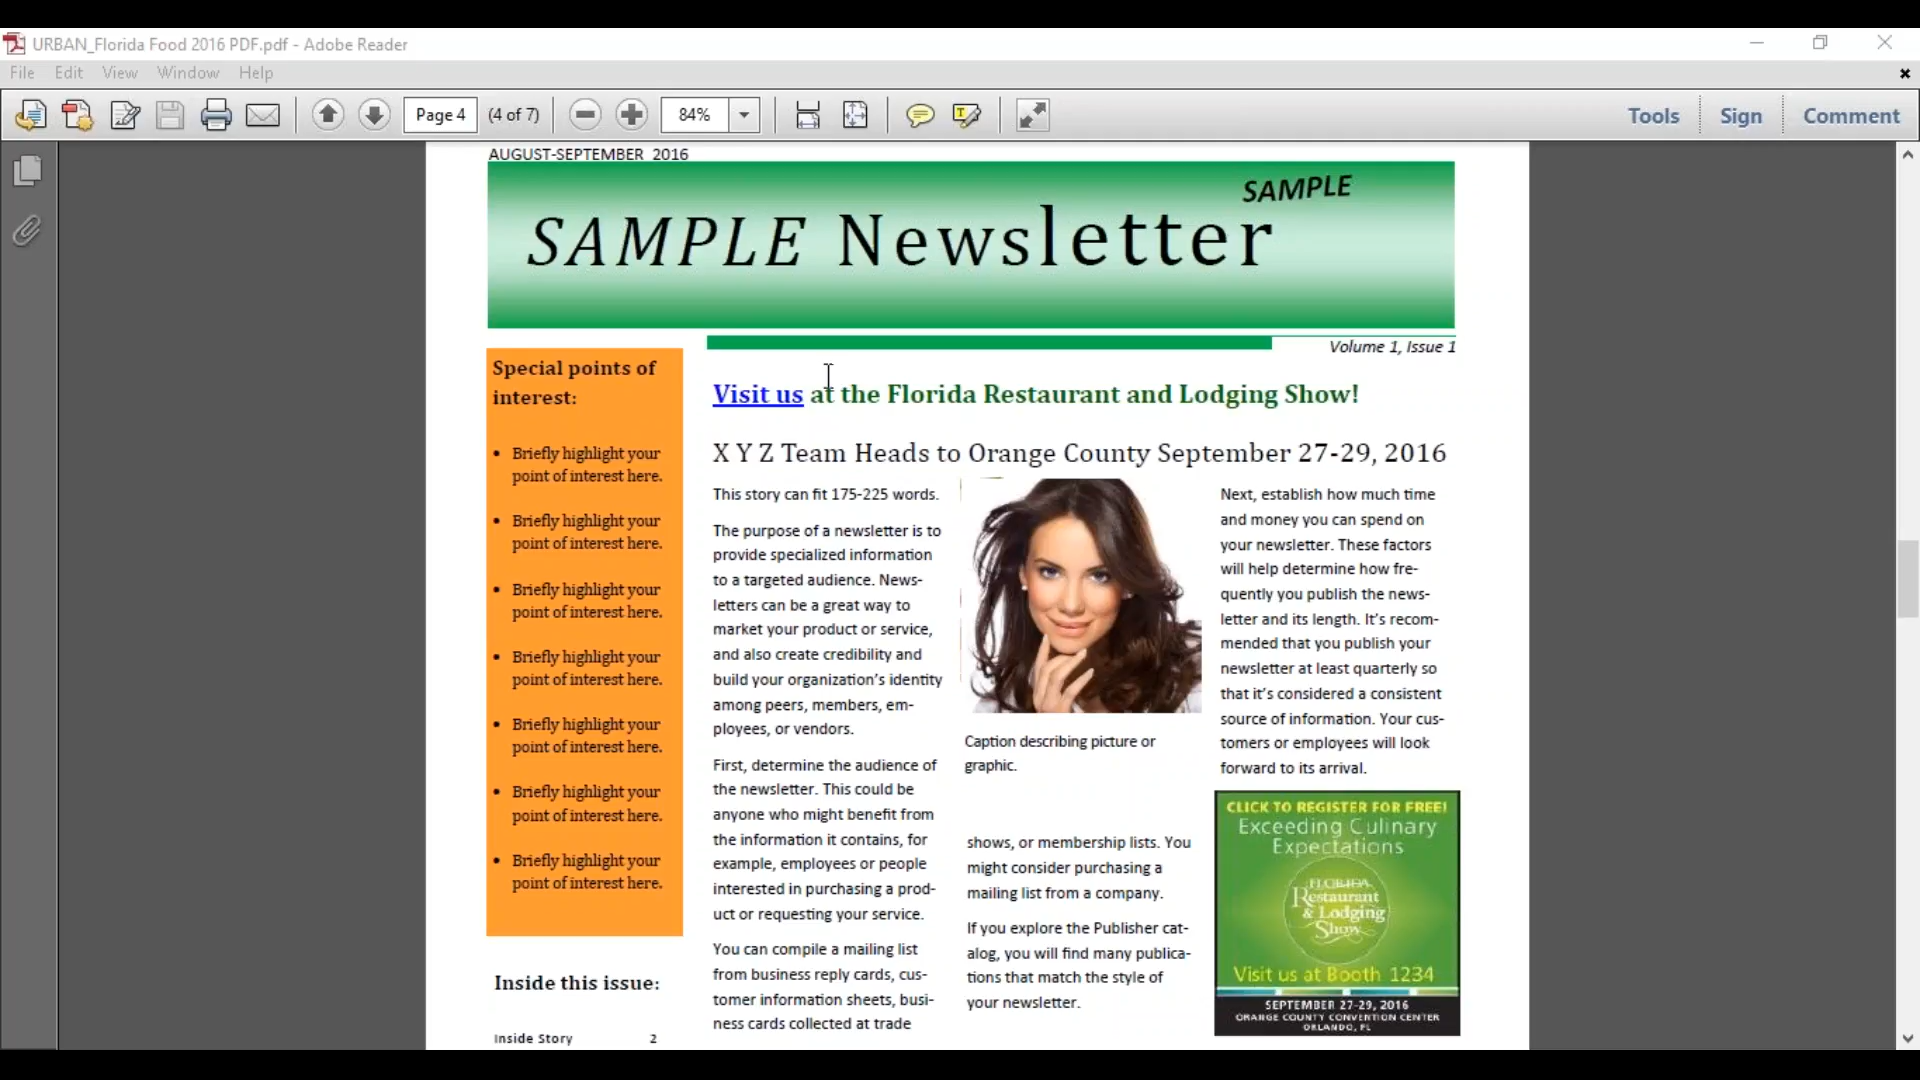 URBAN_Florida Food 2016 PDF.pdf - Adobe Reader
File Edit View Window Help
Page 4 (4 of 7) 84% Tools Sign Comment
AUGUST-SEPTEMBER 2016
SAMPLE
SAMPLE Newsletter
Volume 1, Issue 1
Special points of
interest:
• Briefly highlight your
point of interest here.
• Briefly highlight your
point of interest here.
• Briefly highlight your
point of interest here.
• Briefly highlight your
point of interest here.
• Briefly highlight your
point of interest here.
• Briefly highlight your
point of interest here.
• Briefly highlight your
point of interest here.
Inside this issue:
Inside Story 2
Visit us at the Florida Restaurant and Lodging Show!
X Y Z Team Heads to Orange County September 27-29, 2016
This story can fit 175-225 words.
The purpose of a newsletter is to
provide specialized information
to a targeted audience. News-
letters can be a great way to
market your product or service,
and also create credibility and
build your organization's identity
among peers, members, em-
ployees, or vendors.
First, determine the audience of
the newsletter. This could be
anyone who might benefit from
the information it contains, for
example, employees or people
interested in purchasing a prod-
uct or requesting your service.
You can compile a mailing list
from business reply cards, cus-
tomer information sheets, busi-
ness cards collected at trade
Caption describing picture or
graphic.
shows, or membership lists. You
might consider purchasing a
mailing list from a company.
If you explore the Publisher cat-
alog, you will find many publica-
tions that match the style of
your newsletter.
Next, establish how much time
and money you can spend on
your newsletter. These factors
will help determine how fre-
quently you publish the news-
letter and its length. It's recom-
mended that you publish your
newsletter at least quarterly so
that it's considered a consistent
source of information. Your cus-
tomers or employees will look
forward to its arrival.
CLICK TO REGISTER FOR FREE!
Exceeding Culinary
Expectations
FLORIDA
Restaurant
& Lodging
Show
Visit us at Booth 1234
SEPTEMBER 27-29, 2016
ORANGE COUNTY CONVENTION CENTER
ORLANDO, FL